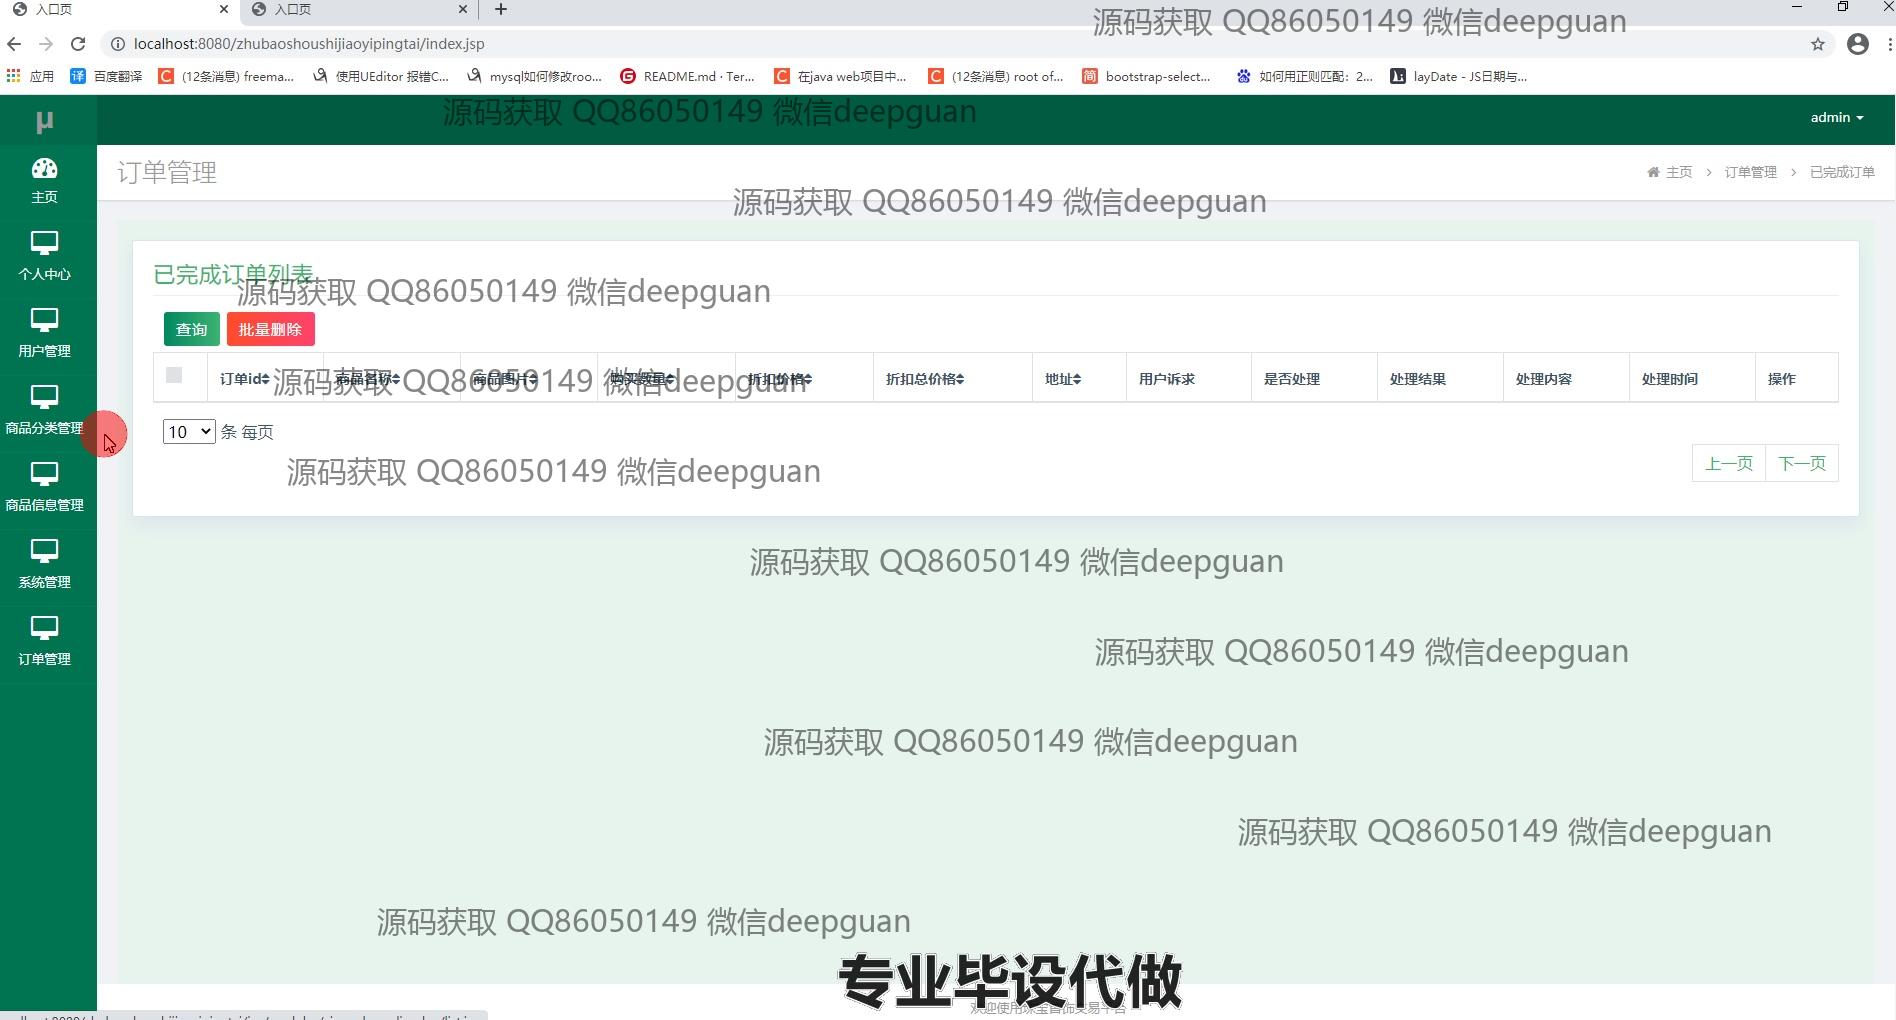 入口页
入口页
源码获取 QQ86050149 微信deepguan
localhost:8080/zhubaoshoushijiaoyipingtai/index.jsp
应用
百度翻译
(12条消息) freema...
使用UEditor 报错C...
mysql如何修改roo...
README.md · Ter...
在java web项目中...
(12条消息) root of...
bootstrap-select...
如何用正则匹配：2...
layDate - JS日期与...
源码获取 QQ86050149 微信deepguan
μ
admin
主页
个人中心
用户管理
商品分类管理
商品信息管理
系统管理
订单管理
订单管理
主页 > 订单管理 > 已完成订单
源码获取 QQ86050149 微信deepguan
已完成订单列表
源码获取 QQ86050149 微信deepguan
查询 批量删除
订单id 商品名称 商品图片 购买数量 折扣价格 折扣总价格 地址 用户诉求 是否处理 处理结果 处理内容 处理时间 操作
源码获取 QQ86050149 微信deepguan
10 条 每页
上一页 下一页
源码获取 QQ86050149 微信deepguan
源码获取 QQ86050149 微信deepguan
源码获取 QQ86050149 微信deepguan
源码获取 QQ86050149 微信deepguan
源码获取 QQ86050149 微信deepguan
源码获取 QQ86050149 微信deepguan
专业毕设代做
欢迎使用珠宝首饰交易平台